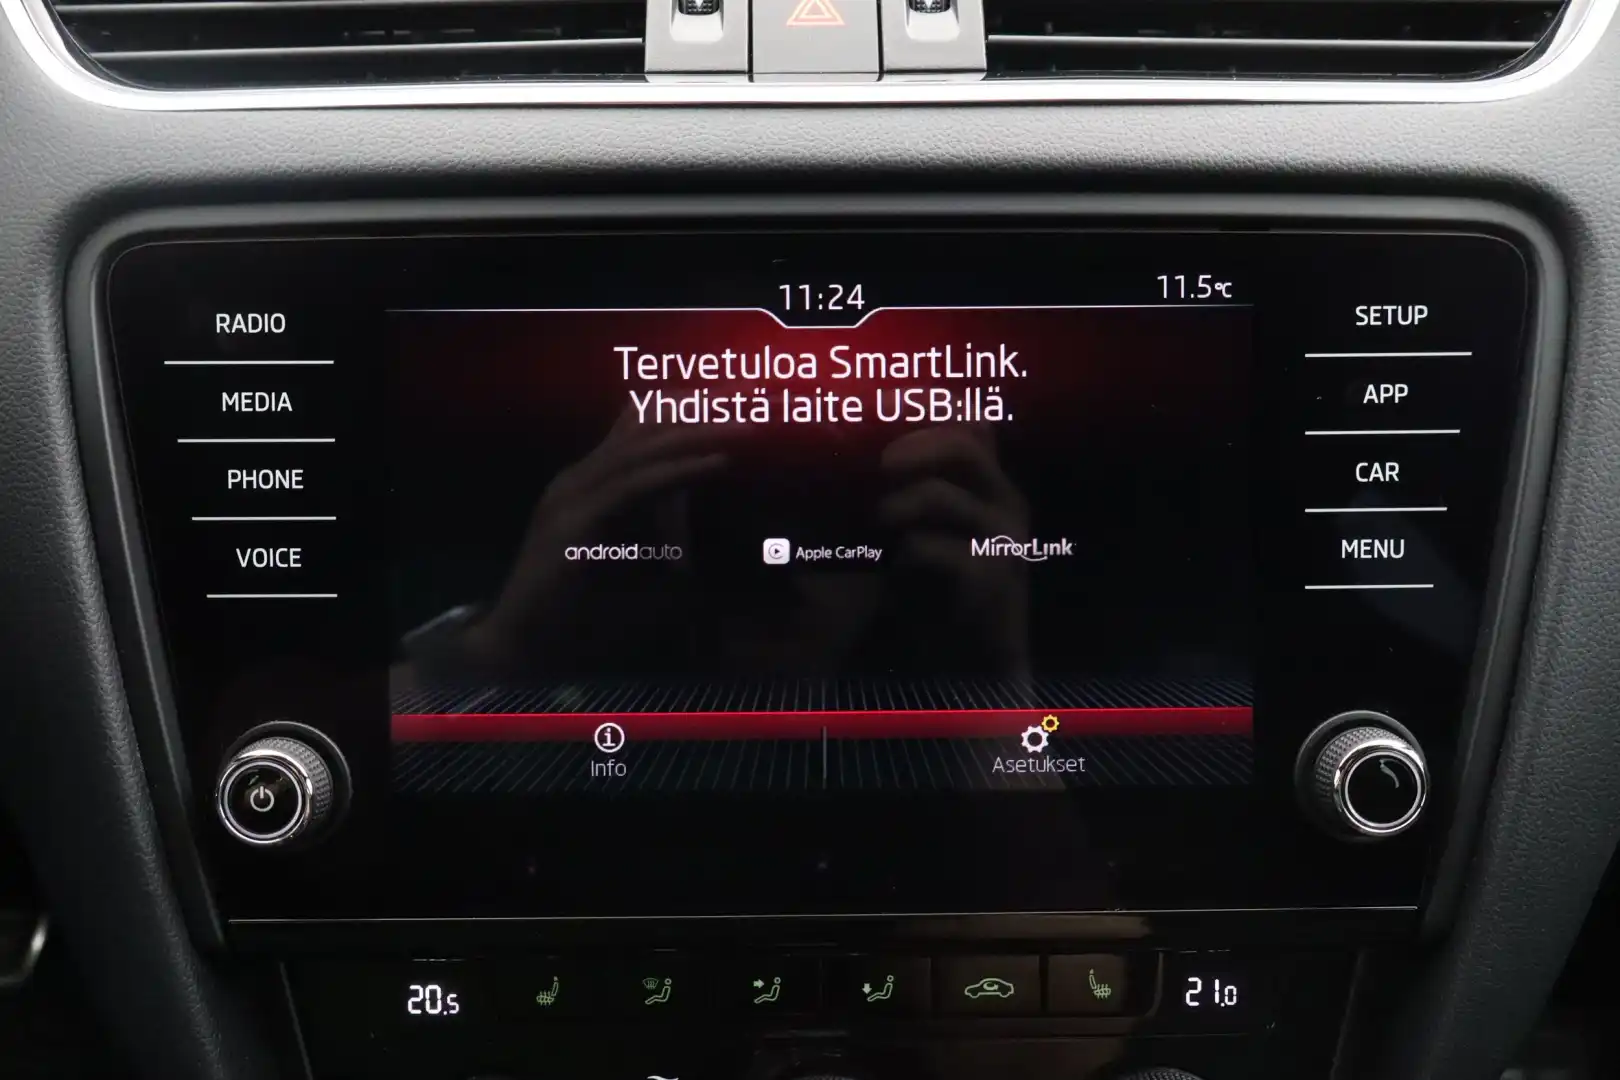 11:24
11.5°C
Tervetuloa SmartLink.
Yhdistä laite USB:llä.
androidauto
Apple CarPlay
MirrorLink
Info
Asetukset
RADIO
MEDIA
PHONE
VOICE
SETUP
APP
CAR
MENU
20.5
21.0